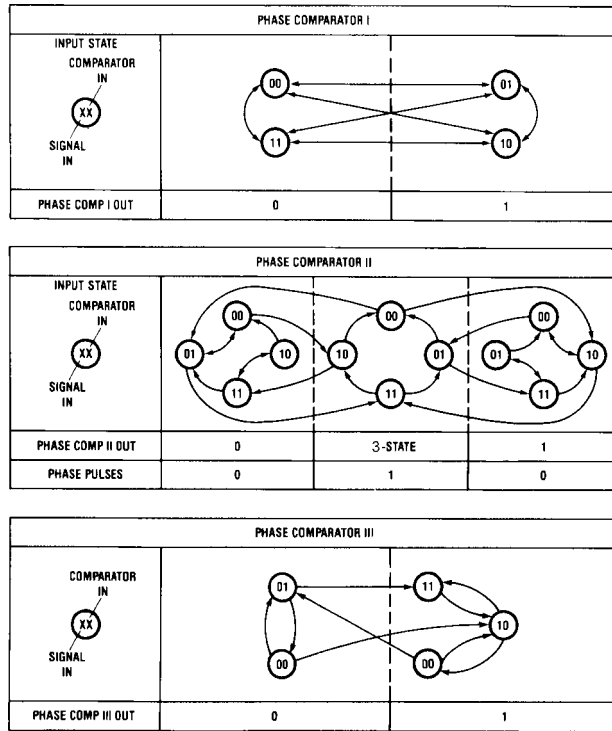 PHASE COMPARATOR I
INPUT STATE
COMPARATOR
IN
XX
SIGNAL
IN
00 01
11 10
PHASE COMP I OUT 0 1
PHASE COMPARATOR II
INPUT STATE
COMPARATOR
IN
XX
SIGNAL
IN
00 00 00
01 10 10 01 01 10
11 11 11
PHASE COMP II OUT 0 3-STATE 1
PHASE PULSES 0 1 0
PHASE COMPARATOR III
COMPARATOR
IN
XX
SIGNAL
IN
01 11
10
00 00
PHASE COMP III OUT 0 1